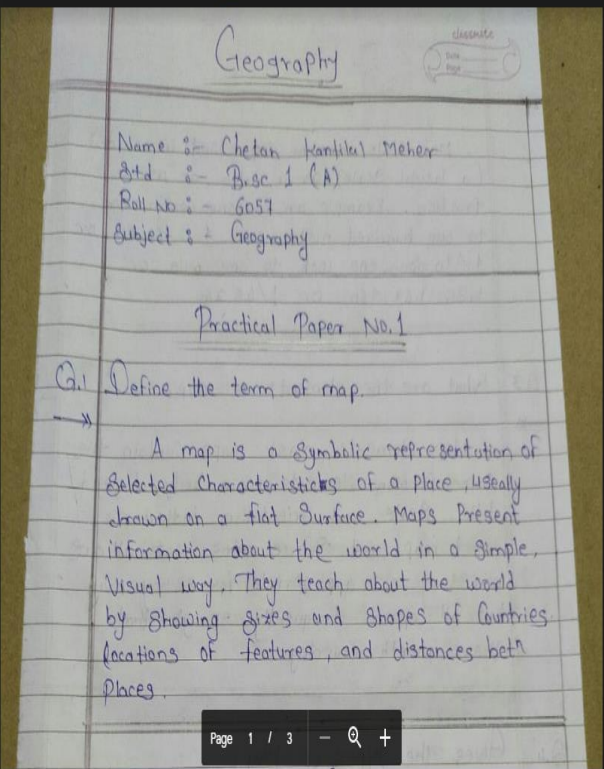 Geography
classmate
Date
Page
Name :- Chetan Kantilal Meher
Std :- B.sc 1 (A)
Roll No :- 6057
Subject :- Geography
Practical Paper No.1
Q.1 Define the term of map.
→
A map is a Symbolic representation of
Selected Characteristics of a Place, useally
drawn on a flat Surface. Maps Present
information about the world in a Simple,
Visual way. They teach about the world
by Showing sizes and Shapes of Countries
locations of features, and distances betn
Places.
Page 1 / 3 − +